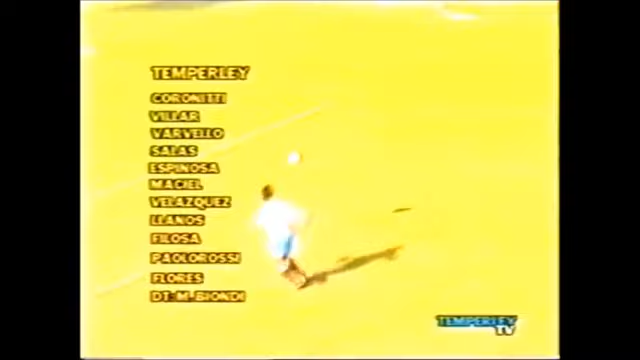 TEMPERLEY
CORONITTI
VILLAR
VARVELLO
SALAS
ESPINOSA
MACIEL
VELAZQUEZ
LLANOS
FILOSA
PAOLOROSSI
FLORES
DT:M.BIONDI
TEMPERLEY
TV